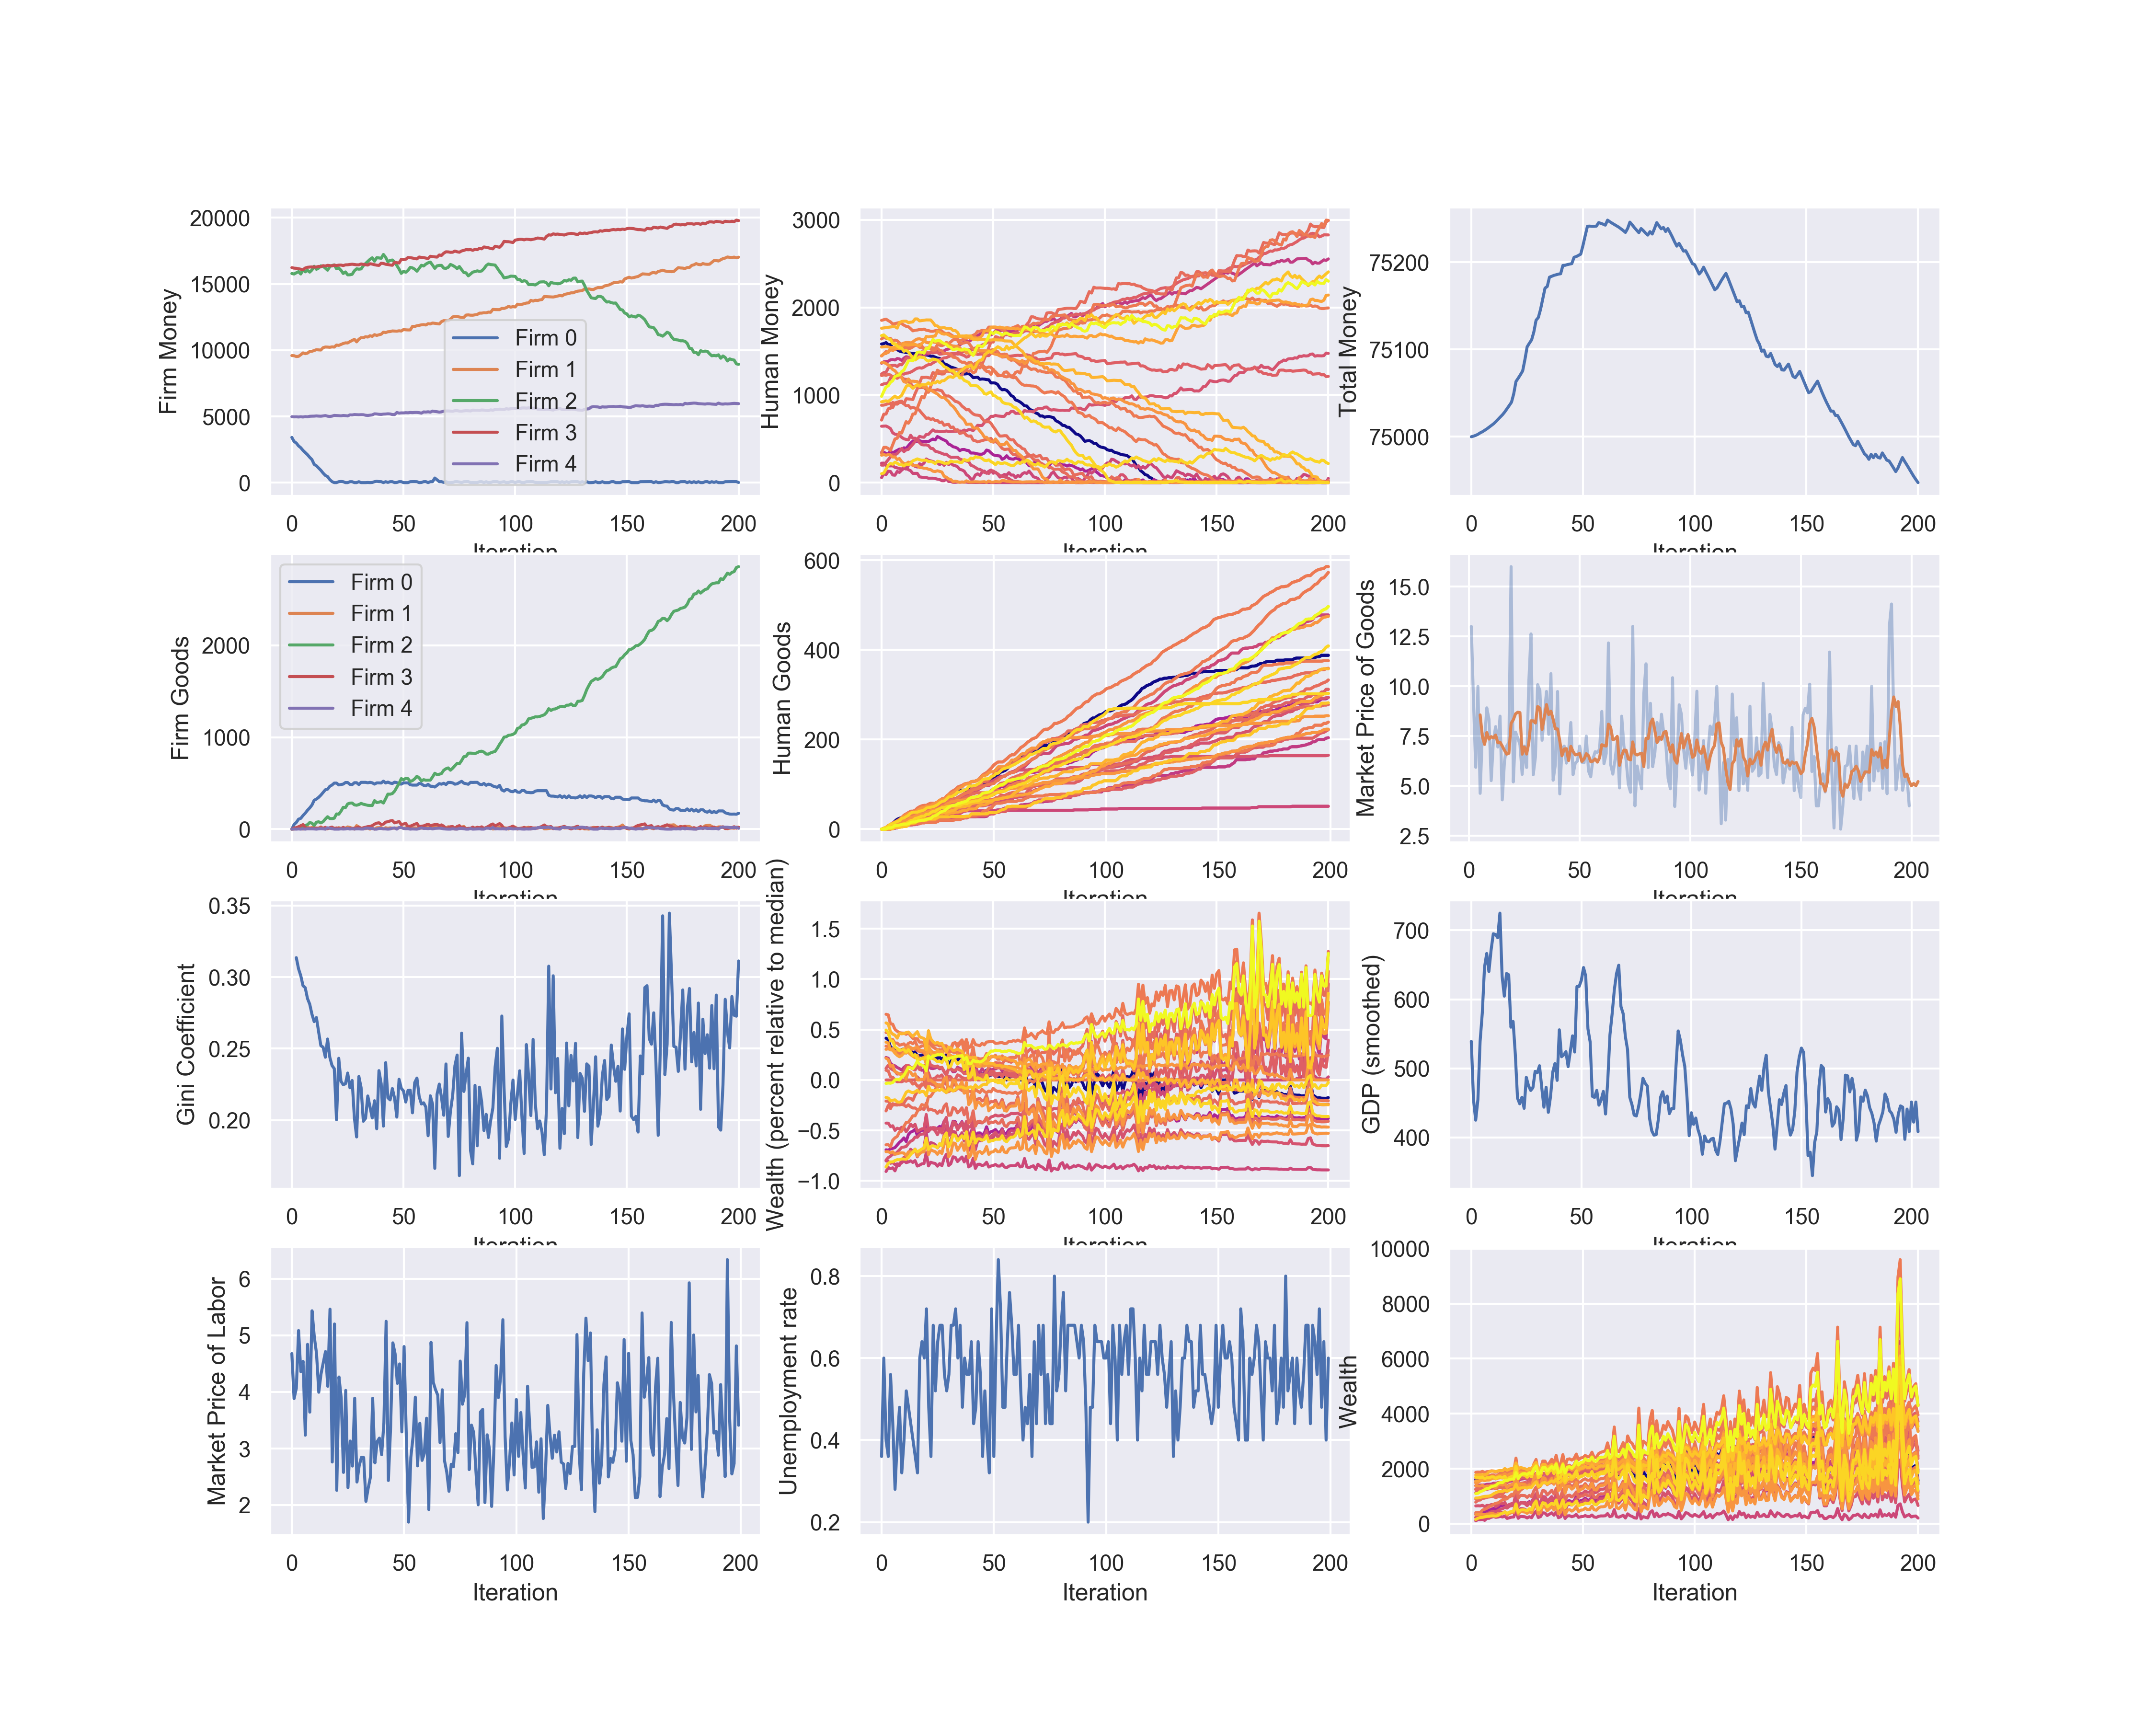 Firm Money
20000
15000
10000
5000
0
Firm 0
Firm 1
Firm 2
Firm 3
Firm 4
0 50 100 150 200
Iteration
Human Money
3000
2000
1000
0
0 50 100 150 200
Iteration
Total Money
75200
75100
75000
0 50 100 150 200
Iteration
Firm Goods
2000
1000
0
Firm 0
Firm 1
Firm 2
Firm 3
Firm 4
0 50 100 150 200
Iteration
Human Goods
600
400
200
0
0 50 100 150 200
Iteration
Market Price of Goods
15.0
12.5
10.0
7.5
5.0
2.5
0 50 100 150 200
Iteration
Gini Coefficient
0.35
0.30
0.25
0.20
0 50 100 150 200
Iteration
Wealth (percent relative to median)
1.5
1.0
0.5
0.0
−0.5
−1.0
0 50 100 150 200
Iteration
GDP (smoothed)
700
600
500
400
0 50 100 150 200
Iteration
Market Price of Labor
6
5
4
3
2
0 50 100 150 200
Iteration
Unemployment rate
0.8
0.6
0.4
0.2
0 50 100 150 200
Iteration
Wealth
10000
8000
6000
4000
2000
0
0 50 100 150 200
Iteration